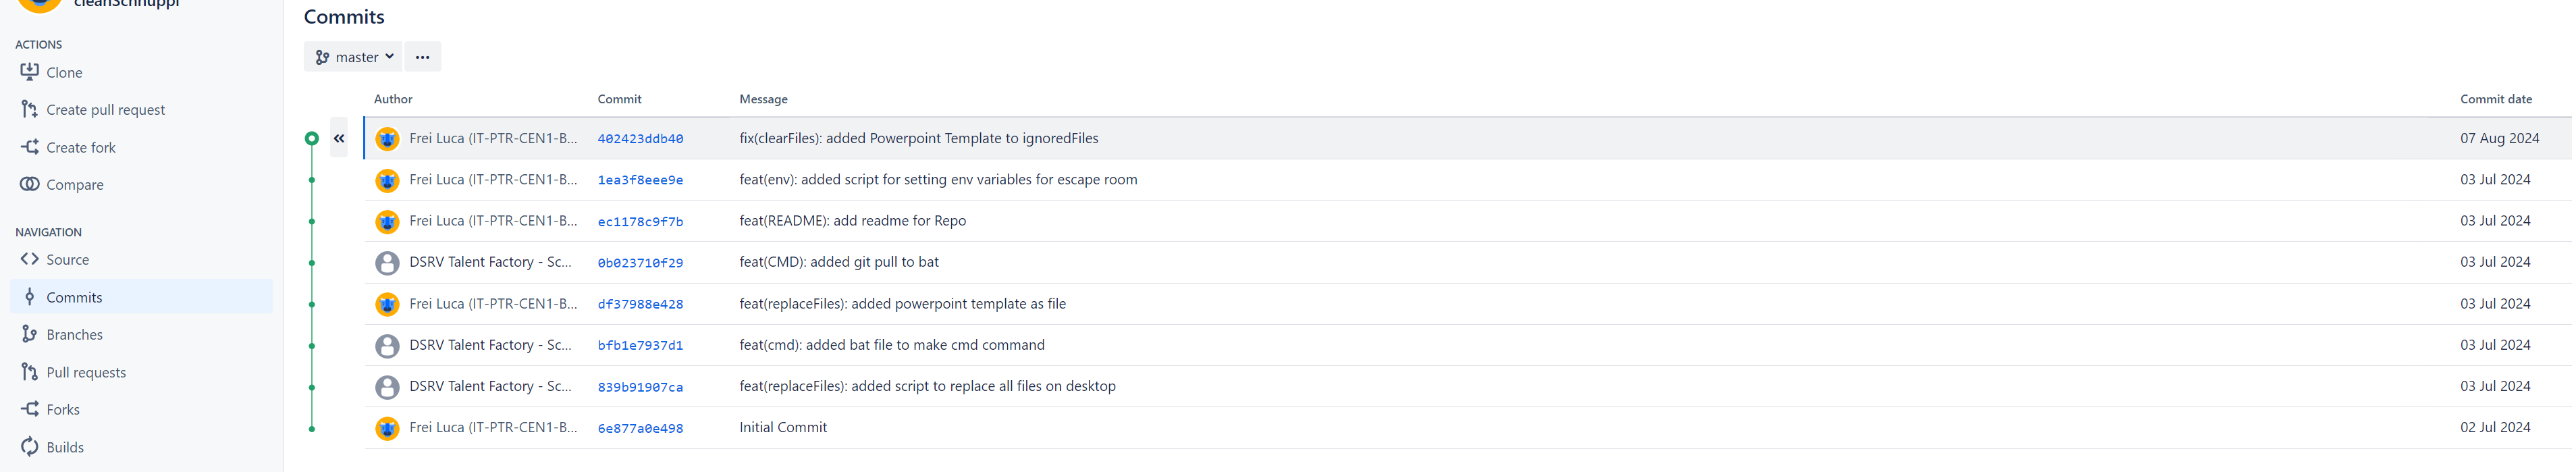 cleanSchnuppi
ACTIONS
Clone
Create pull request
Create fork
Compare
NAVIGATION
Source
Commits
Branches
Pull requests
Forks
Builds
Commits
master
Author Commit Message Commit date
Frei Luca (IT-PTR-CEN1-B... 402423ddb40 fix(clearFiles): added Powerpoint Template to ignoredFiles 07 Aug 2024
Frei Luca (IT-PTR-CEN1-B... 1ea3f8eee9e feat(env): added script for setting env variables for escape room 03 Jul 2024
Frei Luca (IT-PTR-CEN1-B... ec1178c9f7b feat(README): add readme for Repo 03 Jul 2024
DSRV Talent Factory - Sc... 0b023710f29 feat(CMD): added git pull to bat 03 Jul 2024
Frei Luca (IT-PTR-CEN1-B... df37988e428 feat(replaceFiles): added powerpoint template as file 03 Jul 2024
DSRV Talent Factory - Sc... bfb1e7937d1 feat(cmd): added bat file to make cmd command 03 Jul 2024
DSRV Talent Factory - Sc... 839b91907ca feat(replaceFiles): added script to replace all files on desktop 03 Jul 2024
Frei Luca (IT-PTR-CEN1-B... 6e877a0e498 Initial Commit 02 Jul 2024